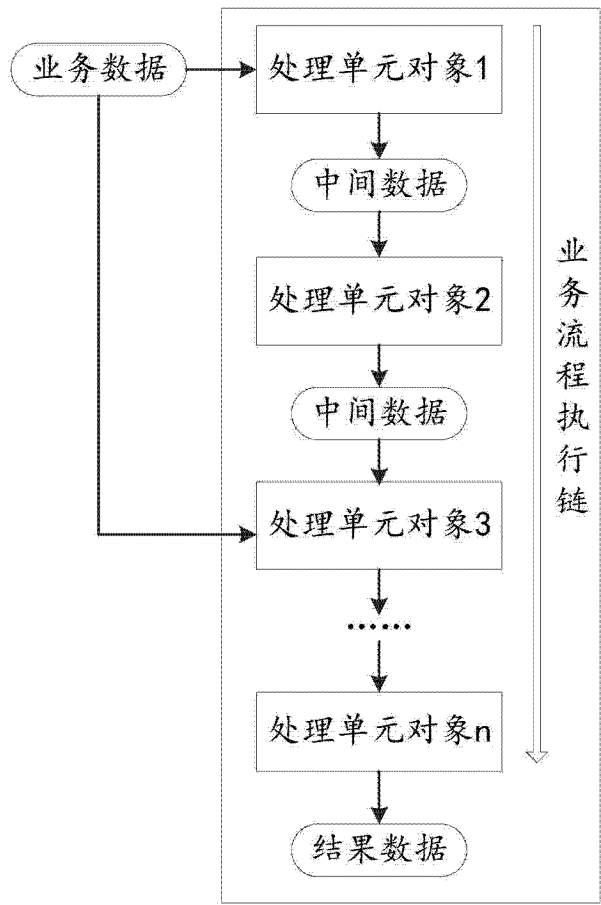 业务数据
处理单元对象1
中间数据
处理单元对象2
中间数据
处理单元对象3
……
处理单元对象n
结果数据
业务流程执行链